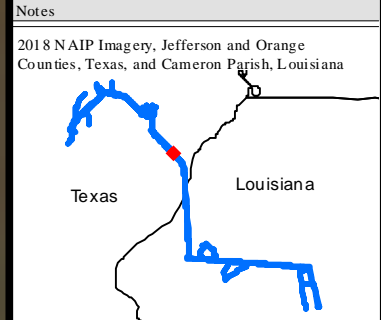 Notes
2018 NAIP Imagery, Jefferson and Orange
Counties, Texas, and Cameron Parish, Louisiana
Texas
Louisiana